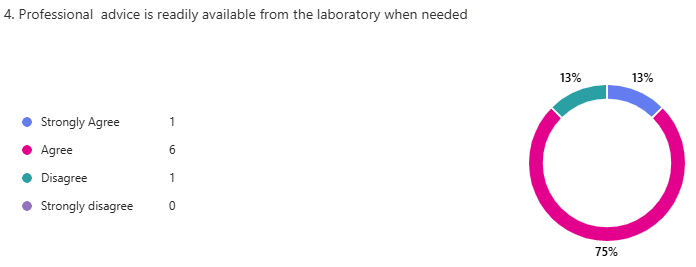 4. Professional  advice is readily available from the laboratory when needed
13% 13%
Strongly Agree 1
Agree 6
Disagree 1
Strongly disagree 0
75%